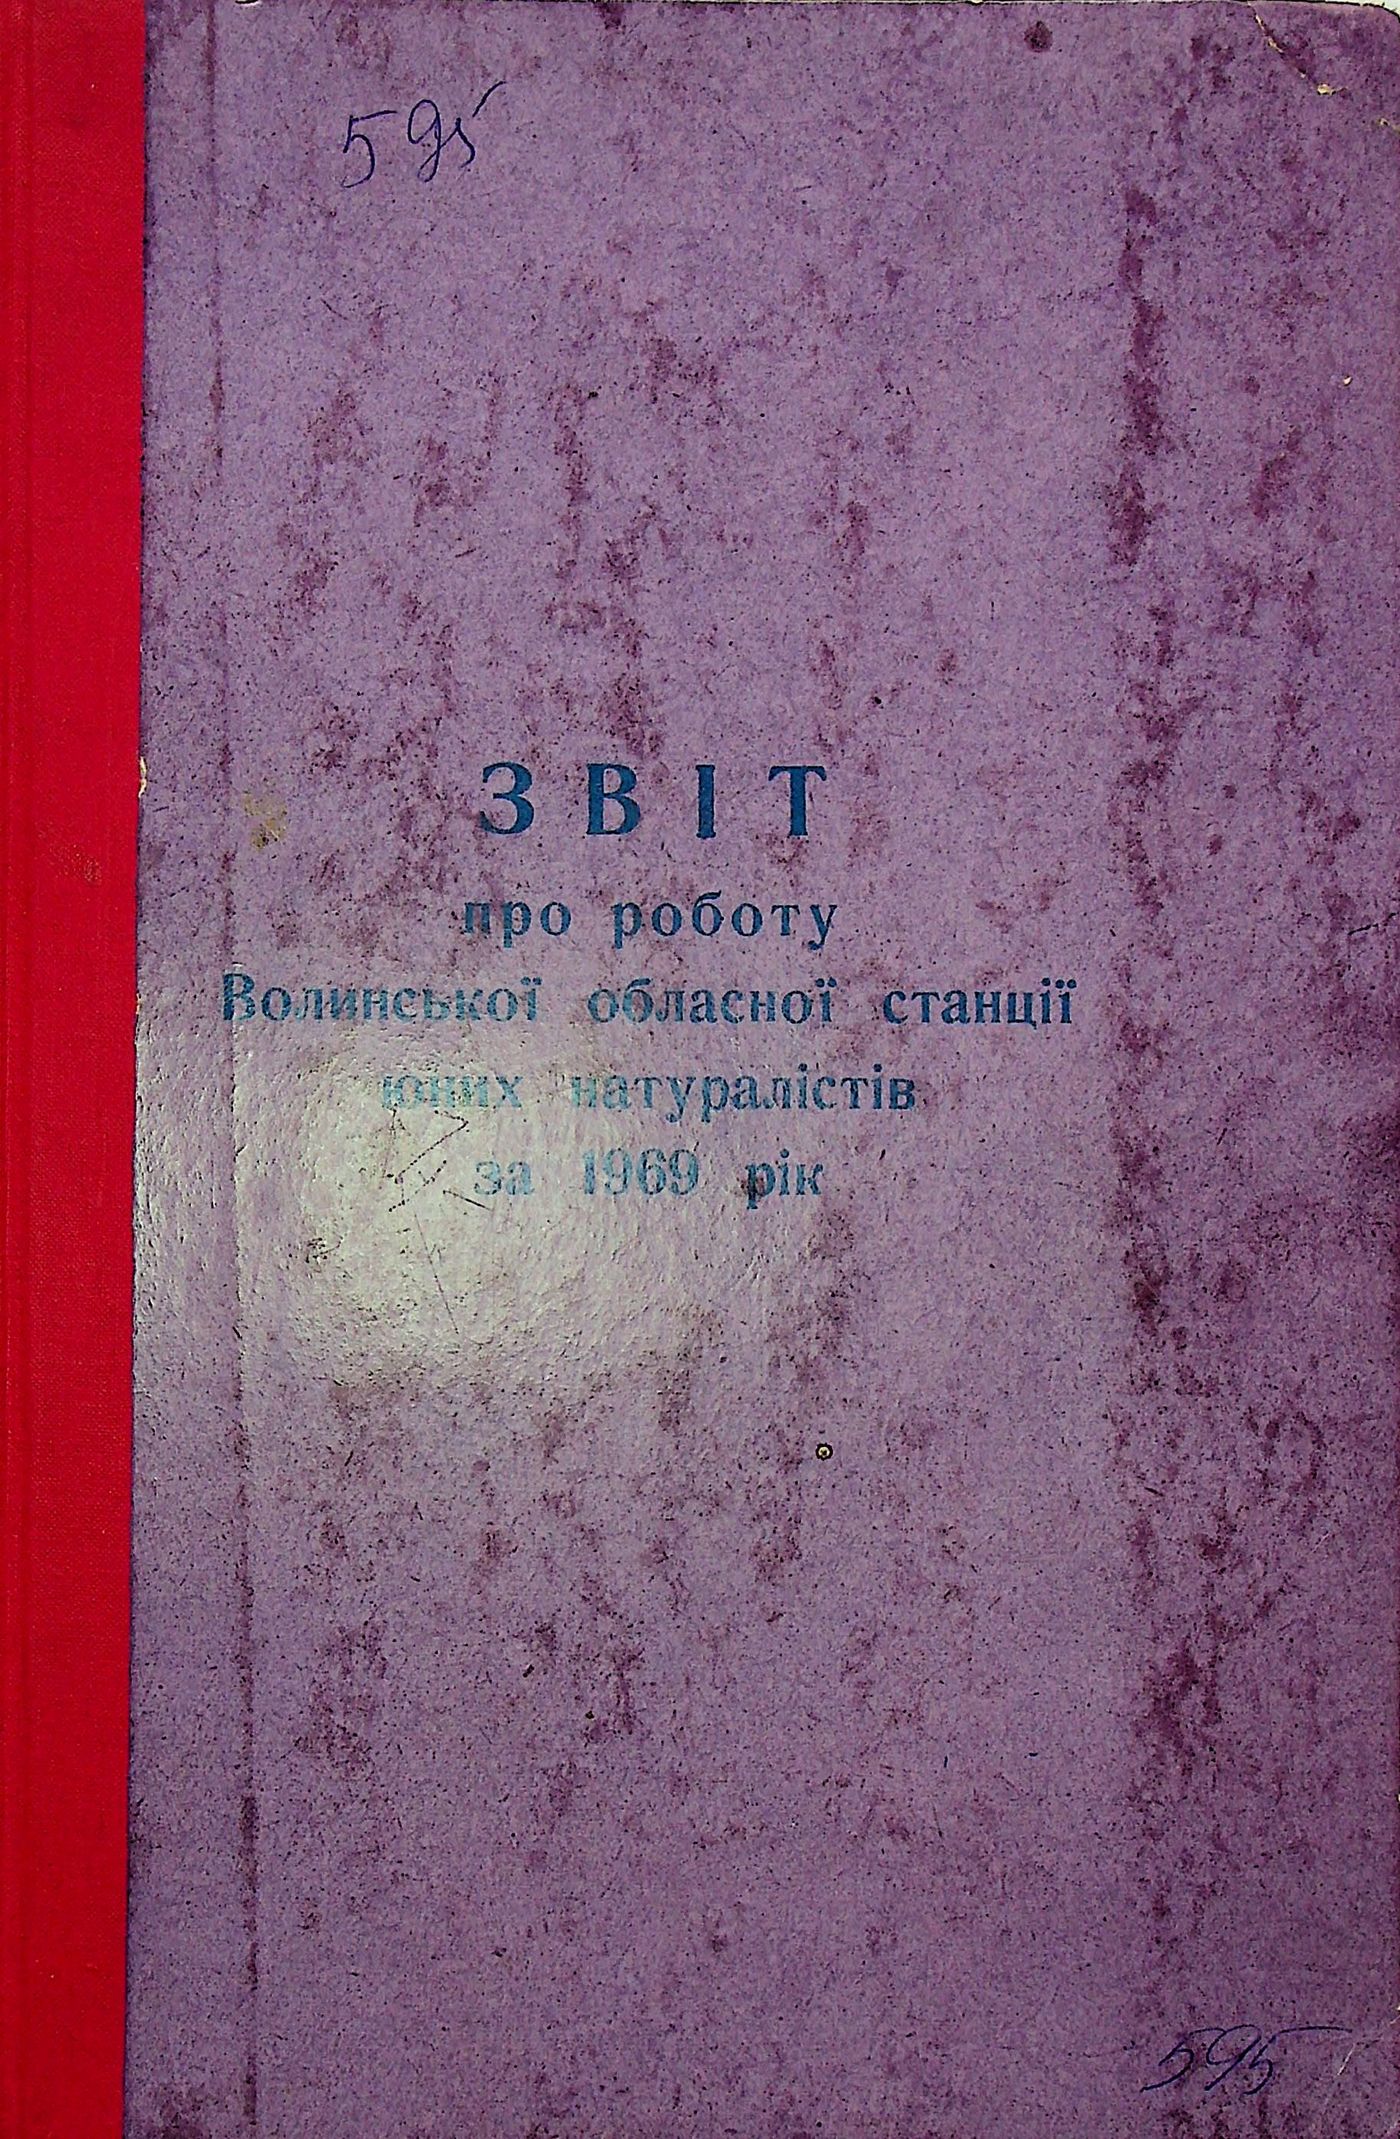 595
ЗВІТ
про роботу
Волинської обласної станції
юних натуралістів
за 1969 рік
595